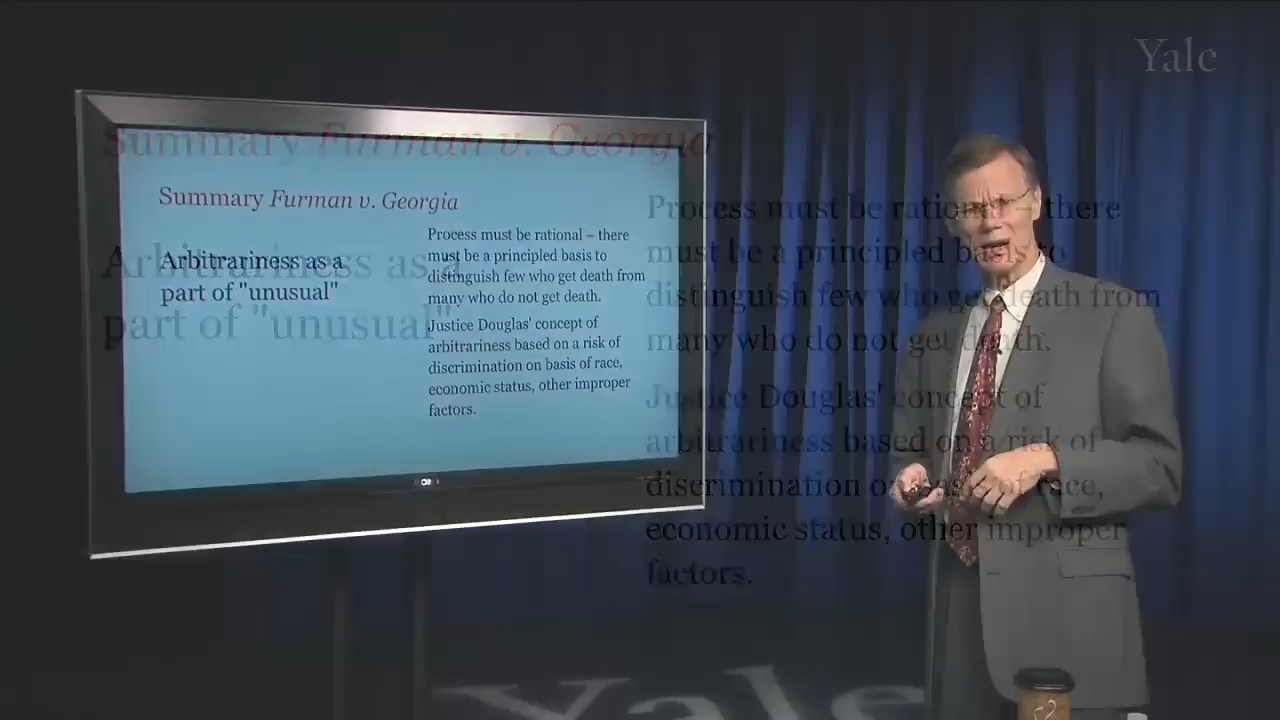 Yale
Summary Furman v. Georgia
Arbitrariness as a
part of "unusual"
Process must be rational – there
must be a principled basis to
distinguish few who get death from
many who do not get death.
Justice Douglas' concept of
arbitrariness based on a risk of
discrimination on basis of race,
economic status, other improper
factors.
Summary Furman v. Georgia
Arbitrariness as a
part of "unusual"
Process must be rational – there
must be a principled basis to
distinguish few who get death from
many who do not get death.
Justice Douglas' concept of
arbitrariness based on a risk of
discrimination on basis of race,
economic status, other improper
factors.
Yale